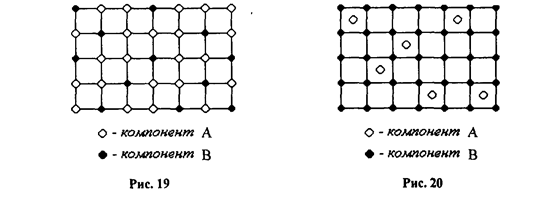 - компонент А
- компонент В
Рис. 19
- компонент А
- компонент В
Рис. 20